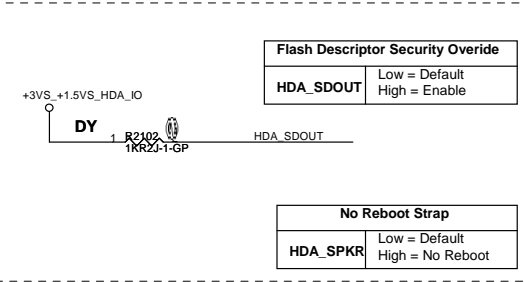 Flash Descriptor Security Overide
HDA_SDOUT
Low = Default
High = Enable
+3VS_+1.5VS_HDA_IO
DY
1
R2102
HDA_SDOUT
1KR2J-1-GP
No Reboot Strap
HDA_SPKR
Low = Default
High = No Reboot